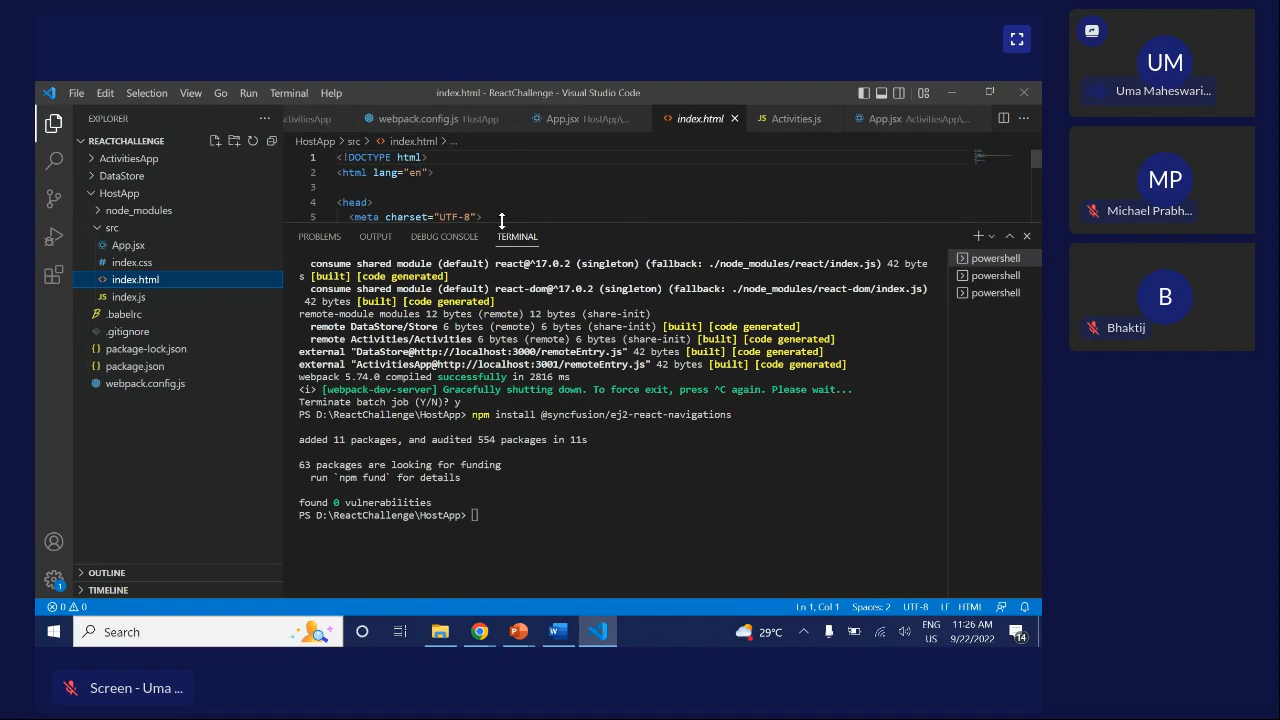 File Edit Selection View Go Run Terminal Help
index.html - ReactChallenge - Visual Studio Code
EXPLORER
REACTCHALLENGE
ActivitiesApp
DataStore
HostApp
node_modules
src
App.jsx
index.css
index.html
index.js
.babelrc
.gitignore
package-lock.json
package.json
webpack.config.js
OUTLINE
TIMELINE
ctivitiesApp
webpack.config.js HostApp
App.jsx HostApp\...
index.html
Activities.js
App.jsx ActivitiesApp\...
HostApp > src > index.html > ...
1 <!DOCTYPE html>
2 <html lang="en">
3
4 <head>
5 <meta charset="UTF-8">
PROBLEMS OUTPUT DEBUG CONSOLE TERMINAL
consume shared module (default) react@^17.0.2 (singleton) (fallback: ./node_modules/react/index.js) 42 byte
s [built] [code generated]
consume shared module (default) react-dom@^17.0.2 (singleton) (fallback: ./node_modules/react-dom/index.js)
42 bytes [built] [code generated]
remote-module modules 12 bytes (remote) 12 bytes (share-init)
remote DataStore/Store 6 bytes (remote) 6 bytes (share-init) [built] [code generated]
remote Activities/Activities 6 bytes (remote) 6 bytes (share-init) [built] [code generated]
external "DataStore@http://localhost:3000/remoteEntry.js" 42 bytes [built] [code generated]
external "ActivitiesApp@http://localhost:3001/remoteEntry.js" 42 bytes [built] [code generated]
webpack 5.74.0 compiled successfully in 2816 ms
<i> [webpack-dev-server] Gracefully shutting down. To force exit, press ^C again. Please wait...
Terminate batch job (Y/N)? y
PS D:\ReactChallenge\HostApp> npm install @syncfusion/ej2-react-navigations
added 11 packages, and audited 554 packages in 11s
63 packages are looking for funding
run `npm fund` for details
found 0 vulnerabilities
PS D:\ReactChallenge\HostApp>
powershell
powershell
powershell
1
0 0
Ln 1, Col 1 Spaces: 2 UTF-8 LF HTML
Search
29°C
ENG
US
11:26 AM
9/22/2022
14
Screen - Uma ...
UM
Uma Maheswari...
MP
Michael Prabh...
B
Bhaktij